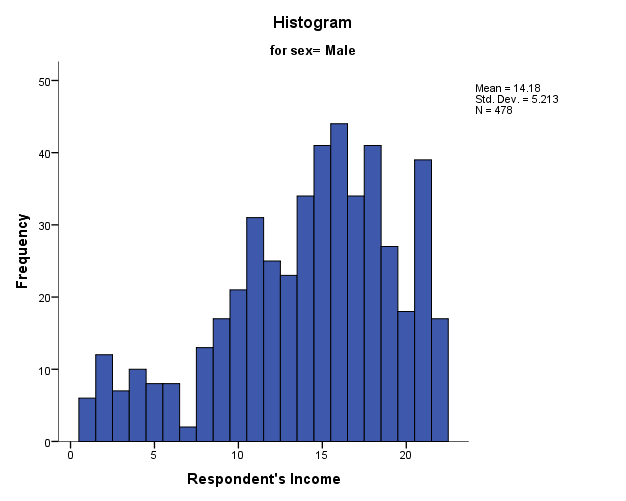 Histogram
for sex= Male
Mean = 14.18
Std. Dev. = 5.213
N = 478
50
40
30
20
10
0
Frequency
0 5 10 15 20
Respondent's Income